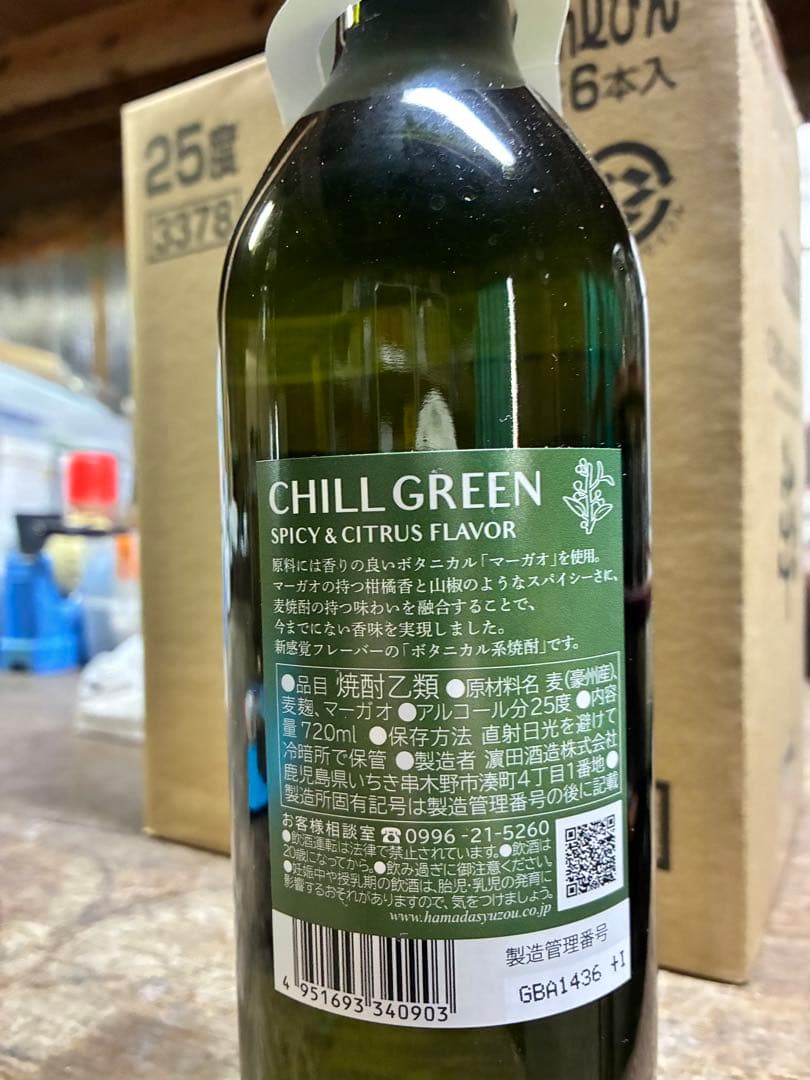 25度
3378
びん
6本入
CHILL GREEN
SPICY & CITRUS FLAVOR
原料には香りの良いボタニカル「マーガオ」を使用。
マーガオの持つ柑橘香と山椒のようなスパイシーさに、
麦焼酎の持つ味わいを融合することで、
今までにない香味を実現しました。
新感覚フレーバーの「ボタニカル系焼酎」です。
●品目 焼酎乙類 ●原材料名 麦(豪州産)、
麦麹、マーガオ ●アルコール分25度 ●内容
量 720ml ●保存方法 直射日光を避けて
冷暗所で保管 ●製造者 濵田酒造株式会社
鹿児島県いちき串木野市湊町4丁目1番地 ●
製造所固有記号は製造管理番号の後に記載
お客様相談室 ☎0996-21-5260
●飲酒運転は法律で禁止されています。●飲酒は
20歳になってから。●飲み過ぎに御注意ください。
●妊娠中や授乳期の飲酒は、胎児・乳児の発育に
影響するおそれがありますので、気をつけましょう。
www.hamadasyuzou.co.jp
製造管理番号
GBA1436 +I
4 951693 340903